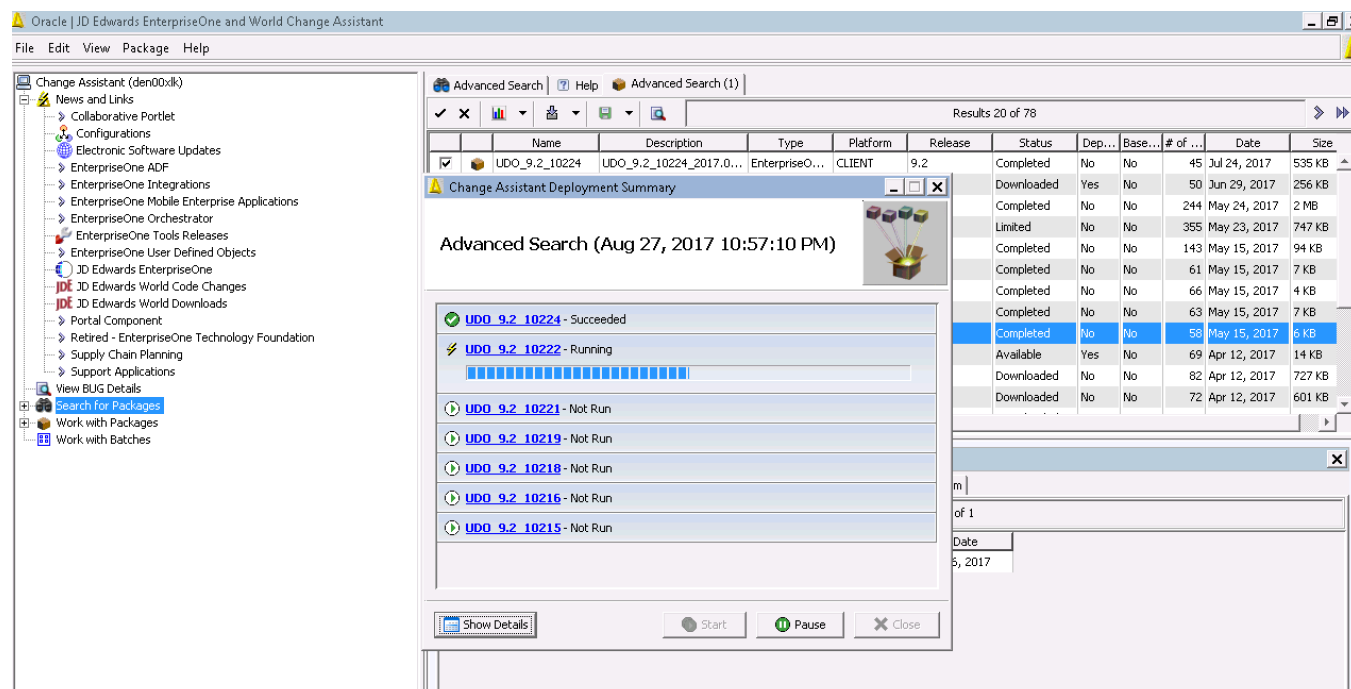 Oracle | JD Edwards EnterpriseOne and World Change Assistant
File Edit View Package Help
Change Assistant (den00xlk)
News and Links
Collaborative Portlet
Configurations
Electronic Software Updates
EnterpriseOne ADF
EnterpriseOne Integrations
EnterpriseOne Mobile Enterprise Applications
EnterpriseOne Orchestrator
EnterpriseOne Tools Releases
EnterpriseOne User Defined Objects
JD Edwards EnterpriseOne
JDE JD Edwards World Code Changes
JDE JD Edwards World Downloads
Portal Component
Retired - EnterpriseOne Technology Foundation
Supply Chain Planning
Support Applications
View BUG Details
Search for Packages
Work with Packages
Work with Batches
Advanced Search Help Advanced Search (1)
Results 20 of 78
Name Description Type Platform Release Status Dep... Base... # of ... Date Size
UDO_9.2_10224 UDO_9.2_10224_2017.0... EnterpriseO... CLIENT 9.2 Completed No No 45 Jul 24, 2017 535 KB
Downloaded Yes No 50 Jun 29, 2017 256 KB
Completed No No 244 May 24, 2017 2 MB
Limited No No 355 May 23, 2017 747 KB
Completed No No 143 May 15, 2017 94 KB
Completed No No 61 May 15, 2017 7 KB
Completed No No 66 May 15, 2017 4 KB
Completed No No 63 May 15, 2017 7 KB
Completed No No 58 May 15, 2017 6 KB
Available Yes No 69 Apr 12, 2017 14 KB
Downloaded No No 82 Apr 12, 2017 727 KB
Downloaded No No 72 Apr 12, 2017 601 KB
Change Assistant Deployment Summary
Advanced Search (Aug 27, 2017 10:57:10 PM)
UDO_9.2_10224 - Succeeded
UDO_9.2_10222 - Running
UDO_9.2_10221 - Not Run
UDO_9.2_10219 - Not Run
UDO_9.2_10218 - Not Run
UDO_9.2_10216 - Not Run
UDO_9.2_10215 - Not Run
Show Details Start Pause Close
m
of 1
Date
6, 2017